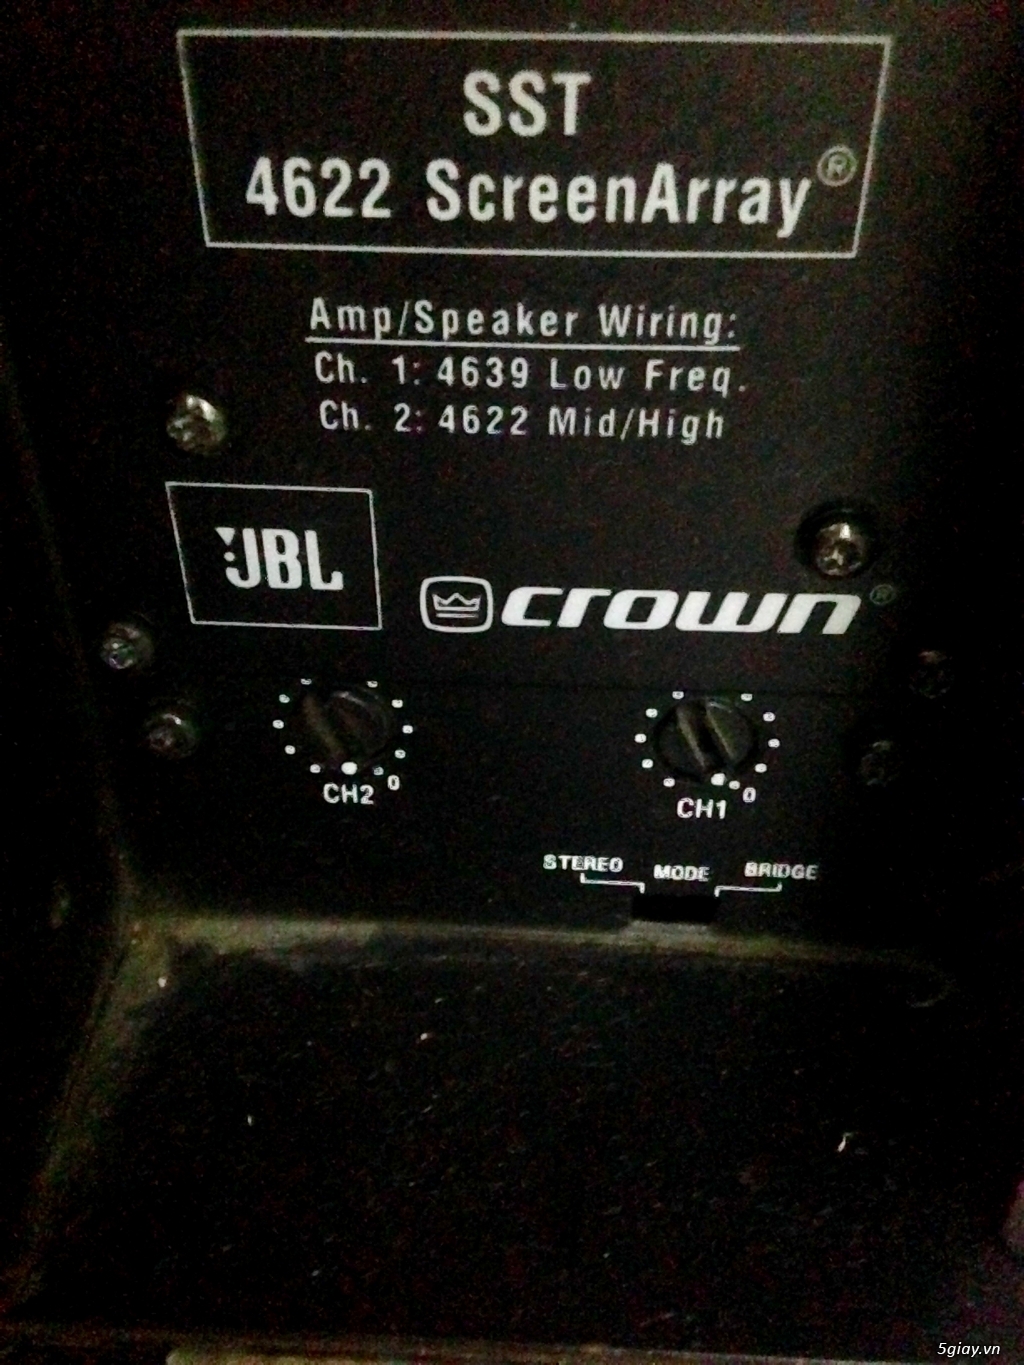 SST
4622 ScreenArray®
Amp/Speaker Wiring:
Ch. 1: 4639 Low Freq.
Ch. 2: 4622 Mid/High
JBL
crown®
0
CH2
0
CH1
STEREO MODE BRIDGE
5giay.vn